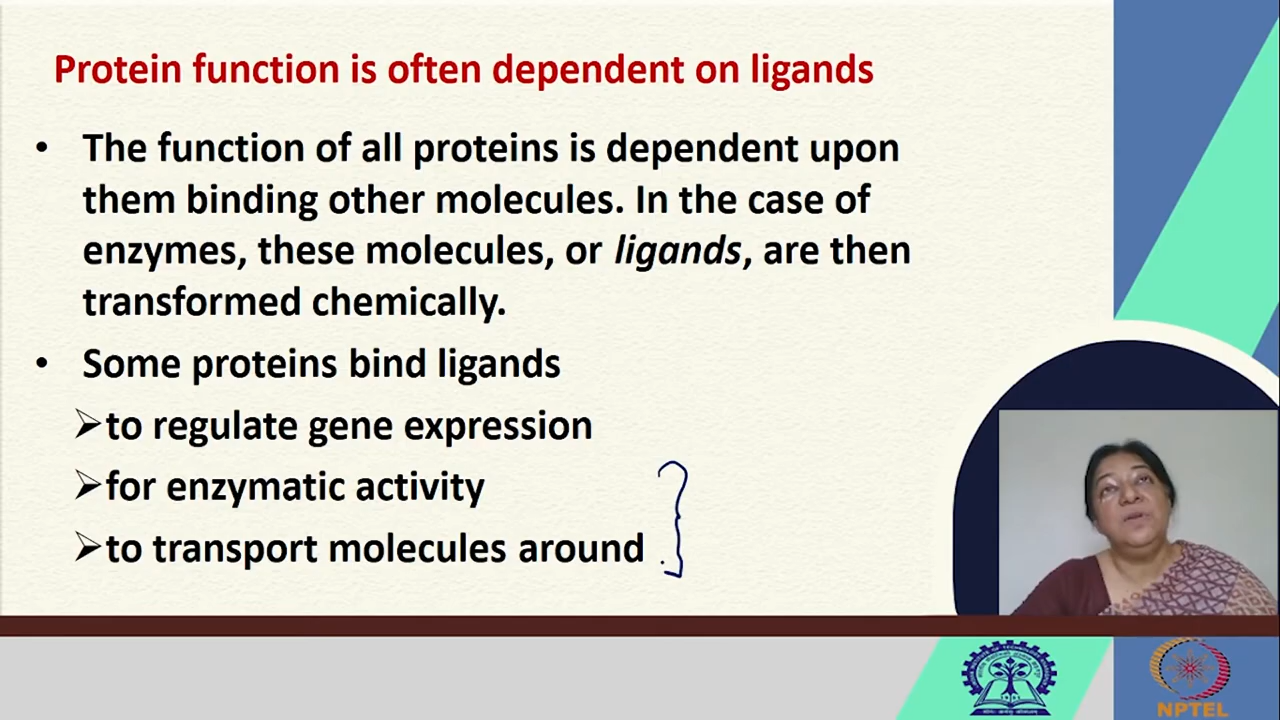 Protein function is often dependent on ligands
• The function of all proteins is dependent upon
them binding other molecules. In the case of
enzymes, these molecules, or ligands, are then
transformed chemically.
• Some proteins bind ligands
➢to regulate gene expression
➢for enzymatic activity
➢to transport molecules around
NPTEL